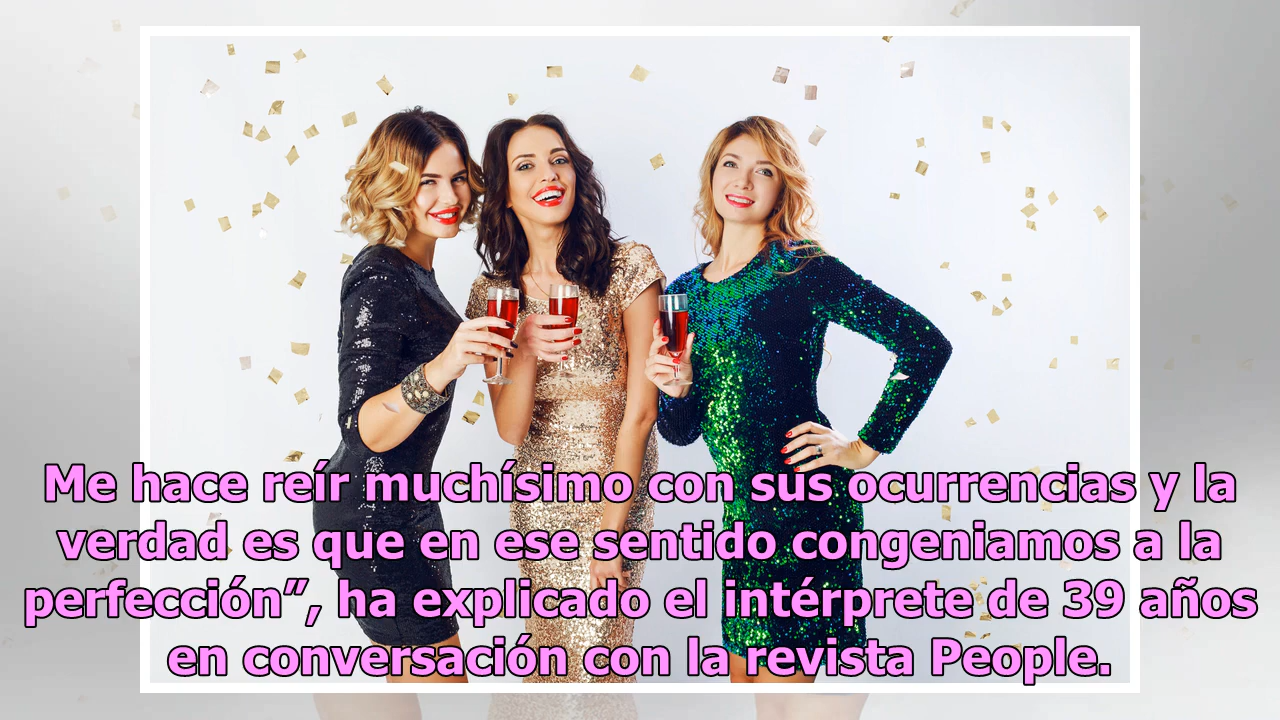 Me hace reír muchísimo con sus ocurrencias y la
verdad es que en ese sentido congeniamos a la
perfección”, ha explicado el intérprete de 39 años
en conversación con la revista People.